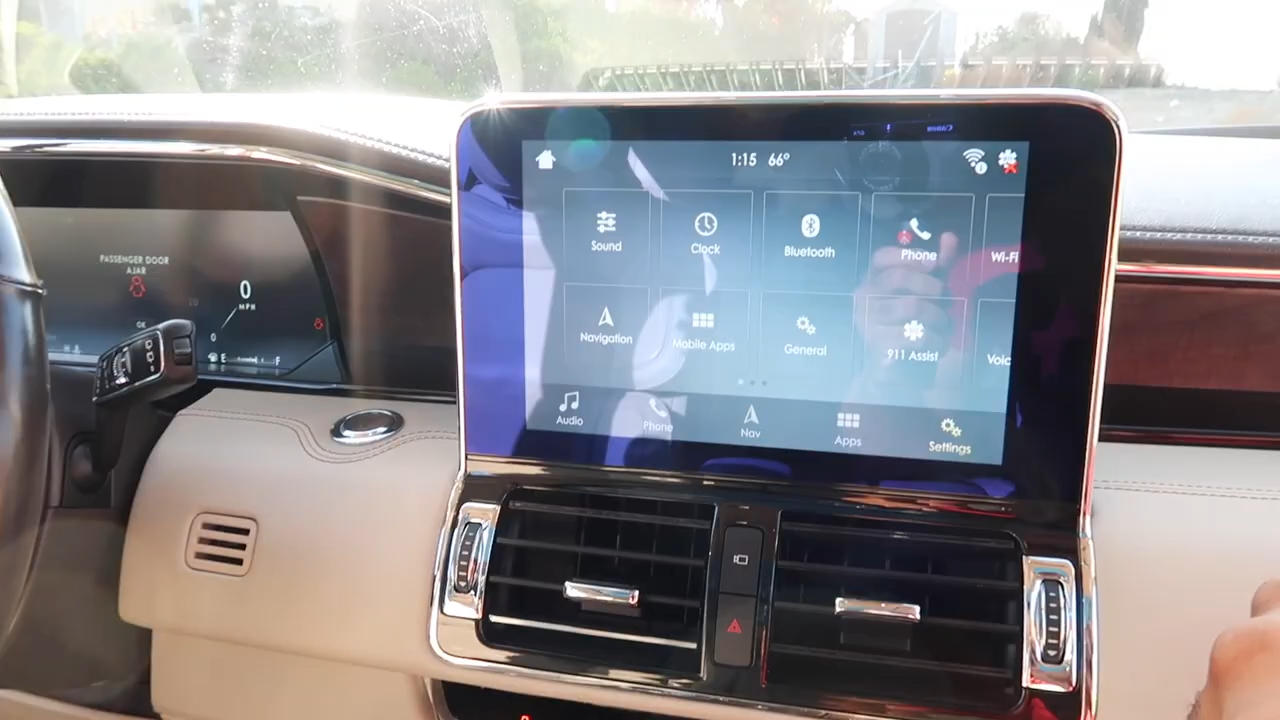 1:15 66°
Sound
Clock
Bluetooth
Phone
Wi-Fi
Navigation
Mobile Apps
General
911 Assist
Voic
Audio
Phone
Nav
Apps
Settings
PASSENGER DOOR
AJAR
0
MPH
0
E F